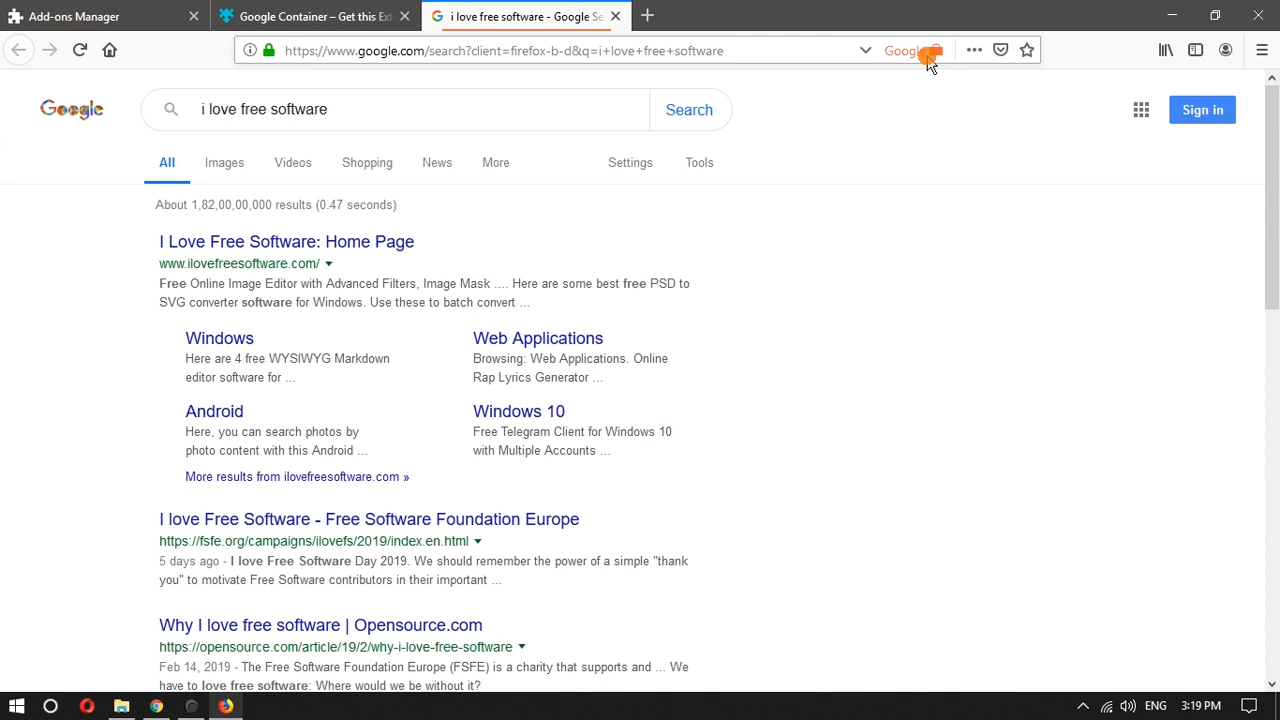 Add-ons Manager
Google Container – Get this Ext
i love free software - Google Se
https://www.google.com/search?client=firefox-b-d&q=i+love+free+software
Google
Google
i love free software
Search
Sign in
All
Images
Videos
Shopping
News
More
Settings
Tools
About 1,82,00,00,000 results (0.47 seconds)
I Love Free Software: Home Page
www.ilovefreesoftware.com/
Free Online Image Editor with Advanced Filters, Image Mask .... Here are some best free PSD to
SVG converter software for Windows. Use these to batch convert ...
Windows
Here are 4 free WYSIWYG Markdown
editor software for ...
Web Applications
Browsing: Web Applications. Online
Rap Lyrics Generator ...
Android
Here, you can search photos by
photo content with this Android ...
Windows 10
Free Telegram Client for Windows 10
with Multiple Accounts ...
More results from ilovefreesoftware.com »
I love Free Software - Free Software Foundation Europe
https://fsfe.org/campaigns/ilovefs/2019/index.en.html
5 days ago - I love Free Software Day 2019. We should remember the power of a simple "thank
you" to motivate Free Software contributors in their important ...
Why I love free software | Opensource.com
https://opensource.com/article/19/2/why-i-love-free-software
Feb 14, 2019 - The Free Software Foundation Europe (FSFE) is a charity that supports and ... We
have to love free software: Where would we be without it?
ENG
3:19 PM